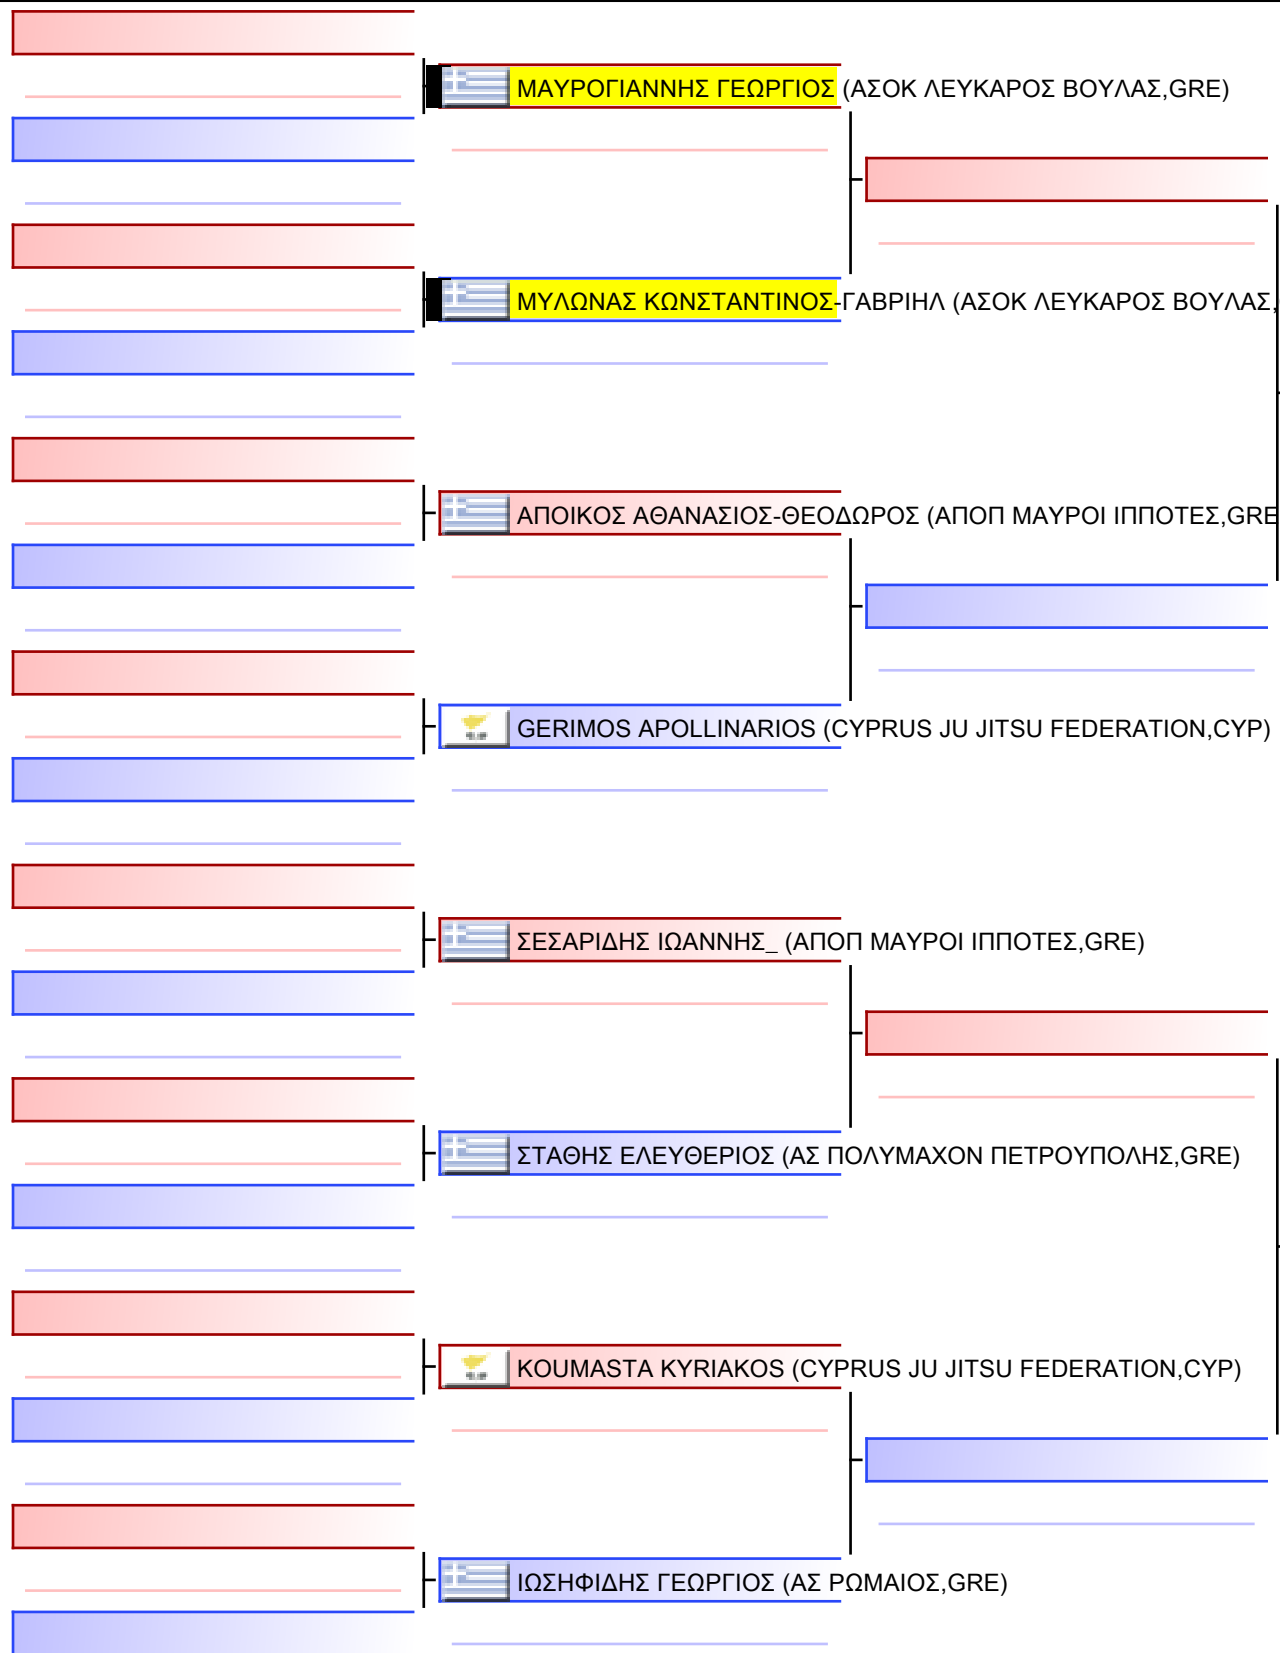 ΜΑΥΡΟΓΙΑΝΝΗΣ ΓΕΩΡΓΙΟΣ (ΑΣΟΚ ΛΕΥΚΑΡΟΣ ΒΟΥΛΑΣ,GRE)
ΜΥΛΩΝΑΣ ΚΩΝΣΤΑΝΤΙΝΟΣ-ΓΑΒΡΙΗΛ (ΑΣΟΚ ΛΕΥΚΑΡΟΣ ΒΟΥΛΑΣ,
ΑΠΟΙΚΟΣ ΑΘΑΝΑΣΙΟΣ-ΘΕΟΔΩΡΟΣ (ΑΠΟΠ ΜΑΥΡΟΙ ΙΠΠΟΤΕΣ,GRE
GERIMOS APOLLINARIOS (CYPRUS JU JITSU FEDERATION,CYP)
ΣΕΣΑΡΙΔΗΣ ΙΩΑΝΝΗΣ_ (ΑΠΟΠ ΜΑΥΡΟΙ ΙΠΠΟΤΕΣ,GRE)
ΣΤΑΘΗΣ ΕΛΕΥΘΕΡΙΟΣ (ΑΣ ΠΟΛΥΜΑΧΟΝ ΠΕΤΡΟΥΠΟΛΗΣ,GRE)
KOUMASTA KYRIAKOS (CYPRUS JU JITSU FEDERATION,CYP)
ΙΩΣΗΦΙΔΗΣ ΓΕΩΡΓΙΟΣ (ΑΣ ΡΩΜΑΙΟΣ,GRE)